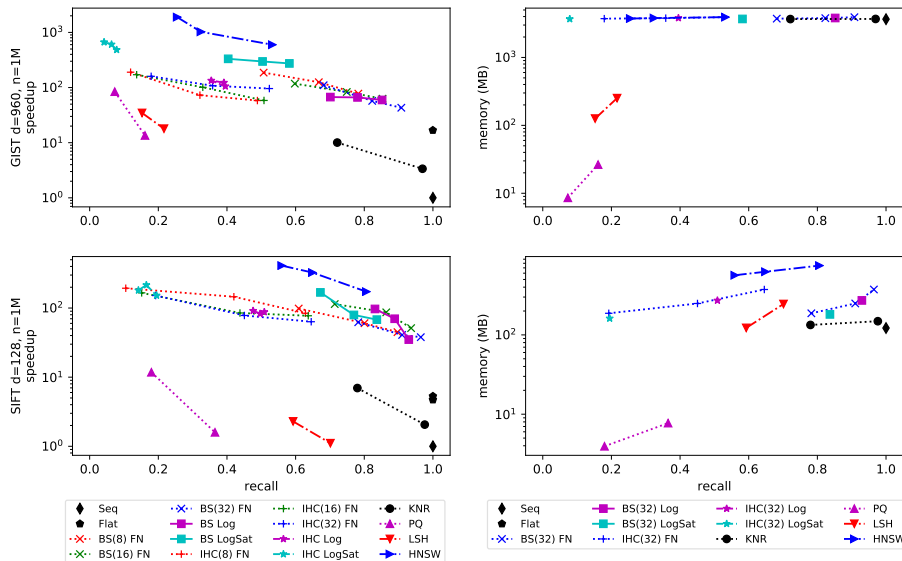 GIST d=960, n=1M
speedup
10³
10²
10¹
10⁰
0.0 0.2 0.4 0.6 0.8 1.0
memory (MB)
10³
10²
10¹
0.0 0.2 0.4 0.6 0.8 1.0
SIFT d=128, n=1M
speedup
10²
10¹
10⁰
0.0 0.2 0.4 0.6 0.8 1.0
recall
memory (MB)
10²
10¹
0.0 0.2 0.4 0.6 0.8 1.0
recall
Seq BS(32) FN IHC(16) FN KNR
Flat BS Log IHC(32) FN PQ
BS(8) FN BS LogSat IHC Log LSH
BS(16) FN IHC(8) FN IHC LogSat HNSW
Seq BS(32) Log IHC(32) Log PQ
Flat BS(32) LogSat IHC(32) LogSat LSH
BS(32) FN IHC(32) FN KNR HNSW